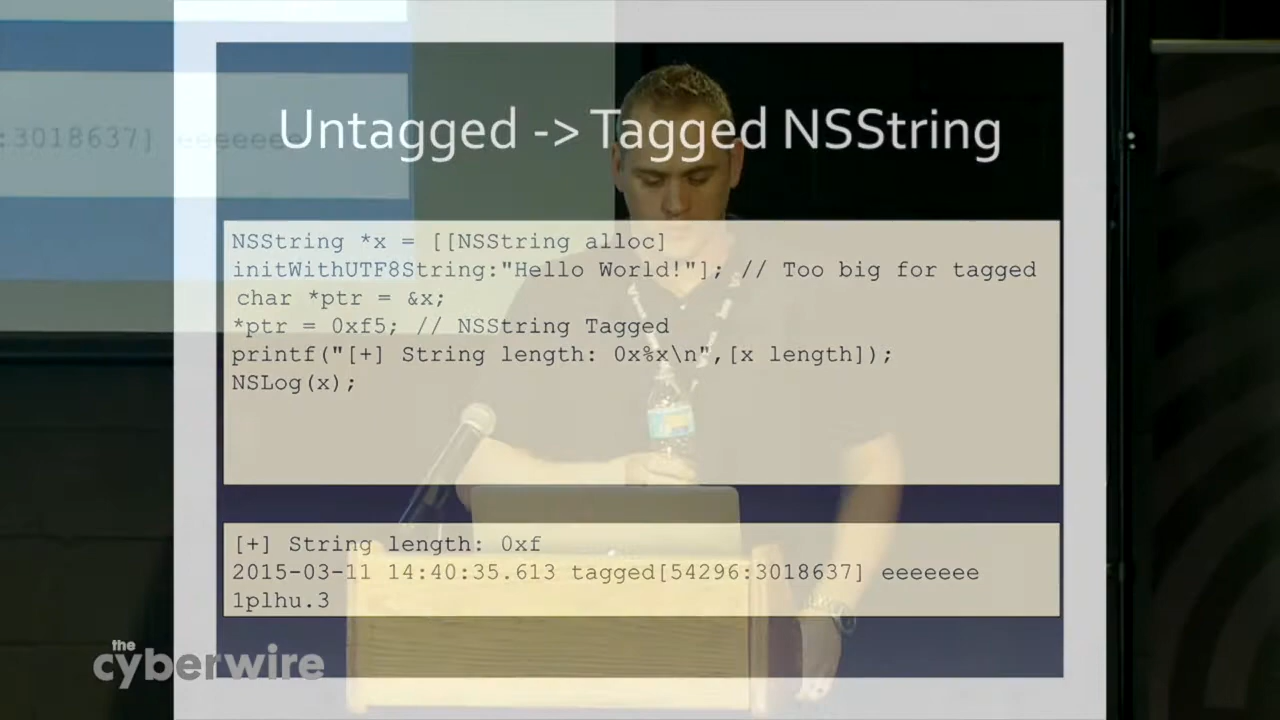 Untagged -> Tagged NSString
:3018637] eeeeeee
NSString *x = [[NSString alloc]
initWithUTF8String:"Hello World!"]; // Too big for tagged
char *ptr = &x;
*ptr = 0xf5; // NSString Tagged
printf("[+] String length: 0x%x\n",[x length]);
NSLog(x);
[+] String length: 0xf
2015-03-11 14:40:35.613 tagged[54296:3018637] eeeeeee
1plhu.3
the
cyberwire